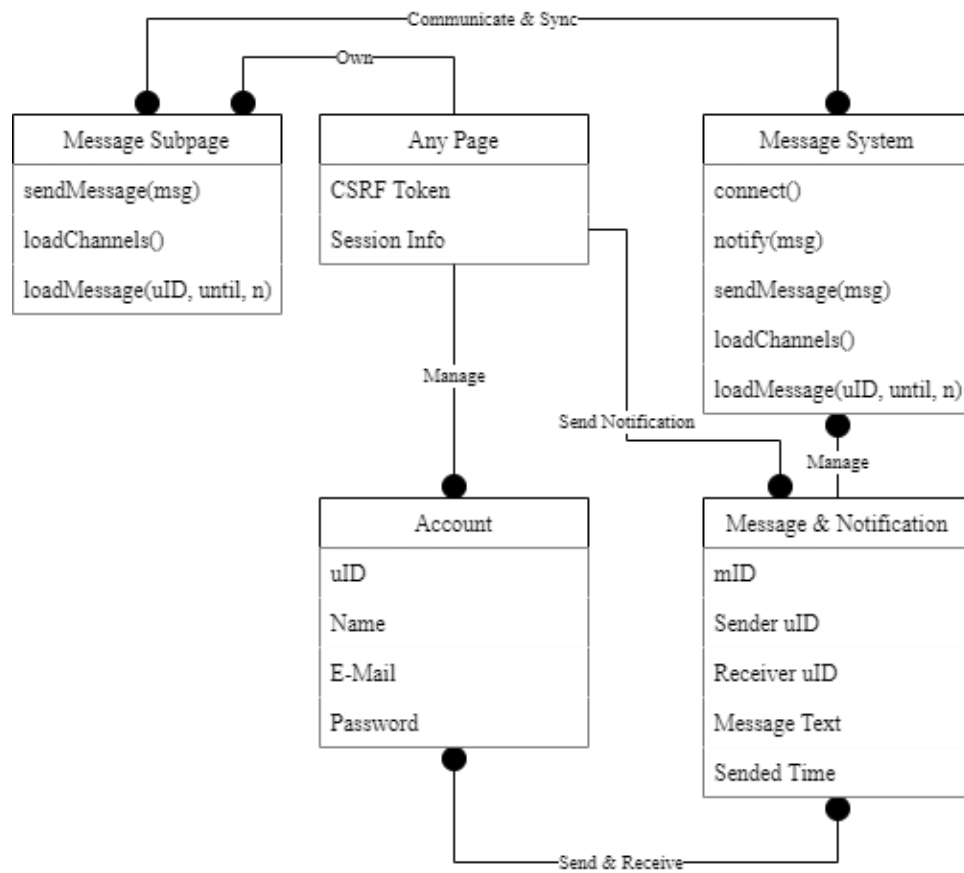 Communicate & Sync
Own
Message Subpage
sendMessage(msg)
loadChannels()
loadMessage(uID, until, n)
Any Page
CSRF Token
Session Info
Message System
connect()
notify(msg)
sendMessage(msg)
loadChannels()
loadMessage(uID, until, n)
Manage
Send Notification
Manage
Account
uID
Name
E-Mail
Password
Message & Notification
mID
Sender uID
Receiver uID
Message Text
Sended Time
Send & Receive